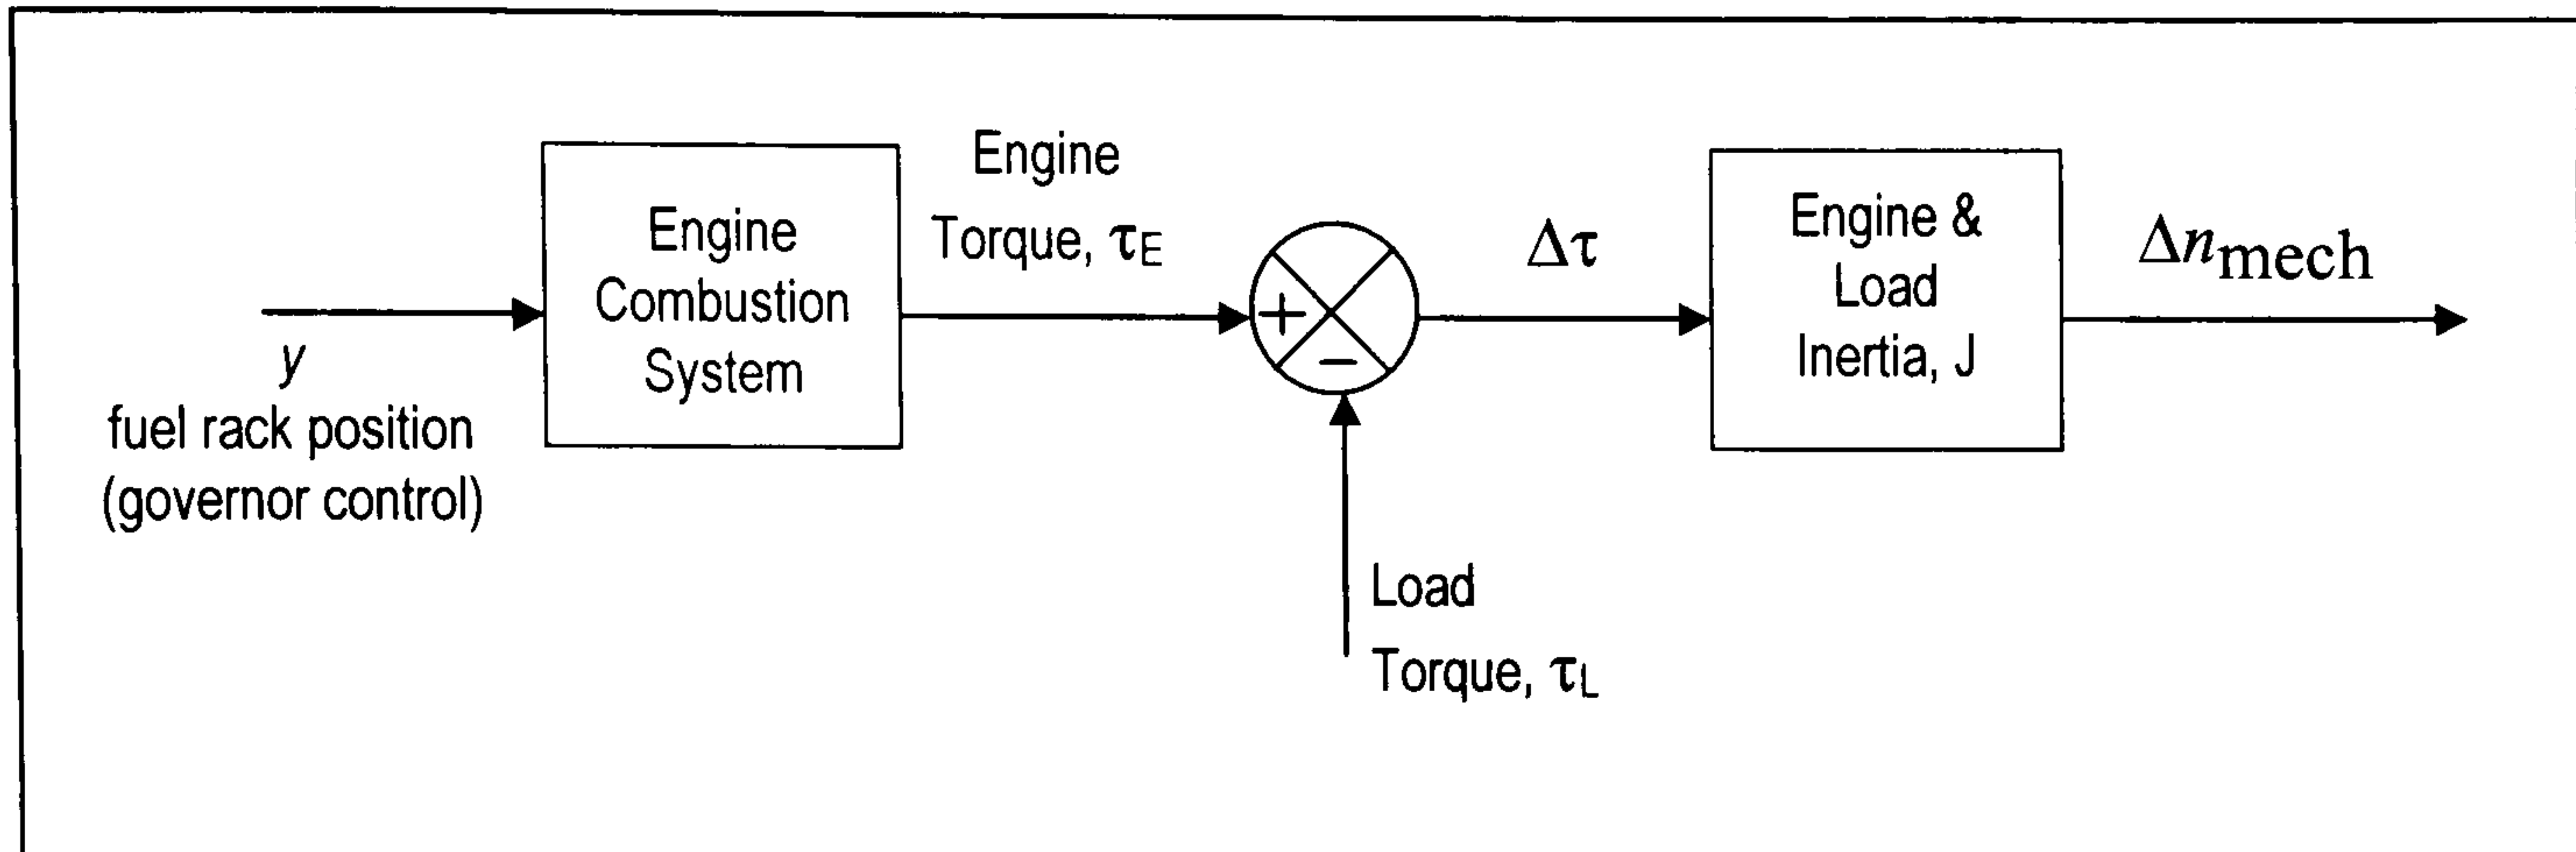 y
fuel rack position
(governor control)
Engine
Combustion
System
Engine
Torque, τE
+
−
Load
Torque, τL
Δτ
Engine &
Load
Inertia, J
Δnmech